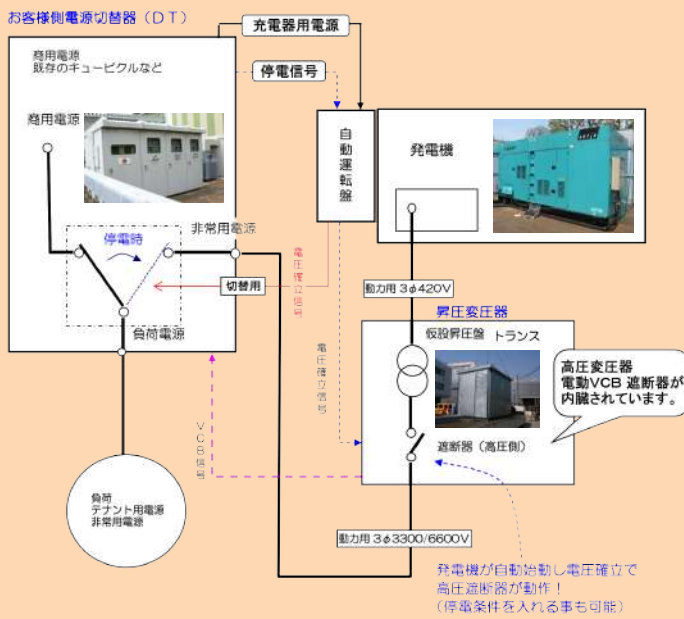 お客様側電源切替器（ＤＴ）
充電器用電源
商用電源
既存のキュービクルなど
停電信号
商用電源
自動運転盤
発電機
停電時
非常用電源
電圧確立信号
切替用
動力用 3φ420V
昇圧変圧器
負荷電源
仮設昇圧盤 トランス
電圧確立信号
高圧変圧器
電動VCB 遮断器が
内臓されています。
ＶＣＢ信号
遮断器（高圧側）
負荷
テナント用電源
非常用電源
動力用 3φ3300/6600V
発電機が自動始動し電圧確立で
高圧遮断器が動作！
（停電条件を入れる事も可能）